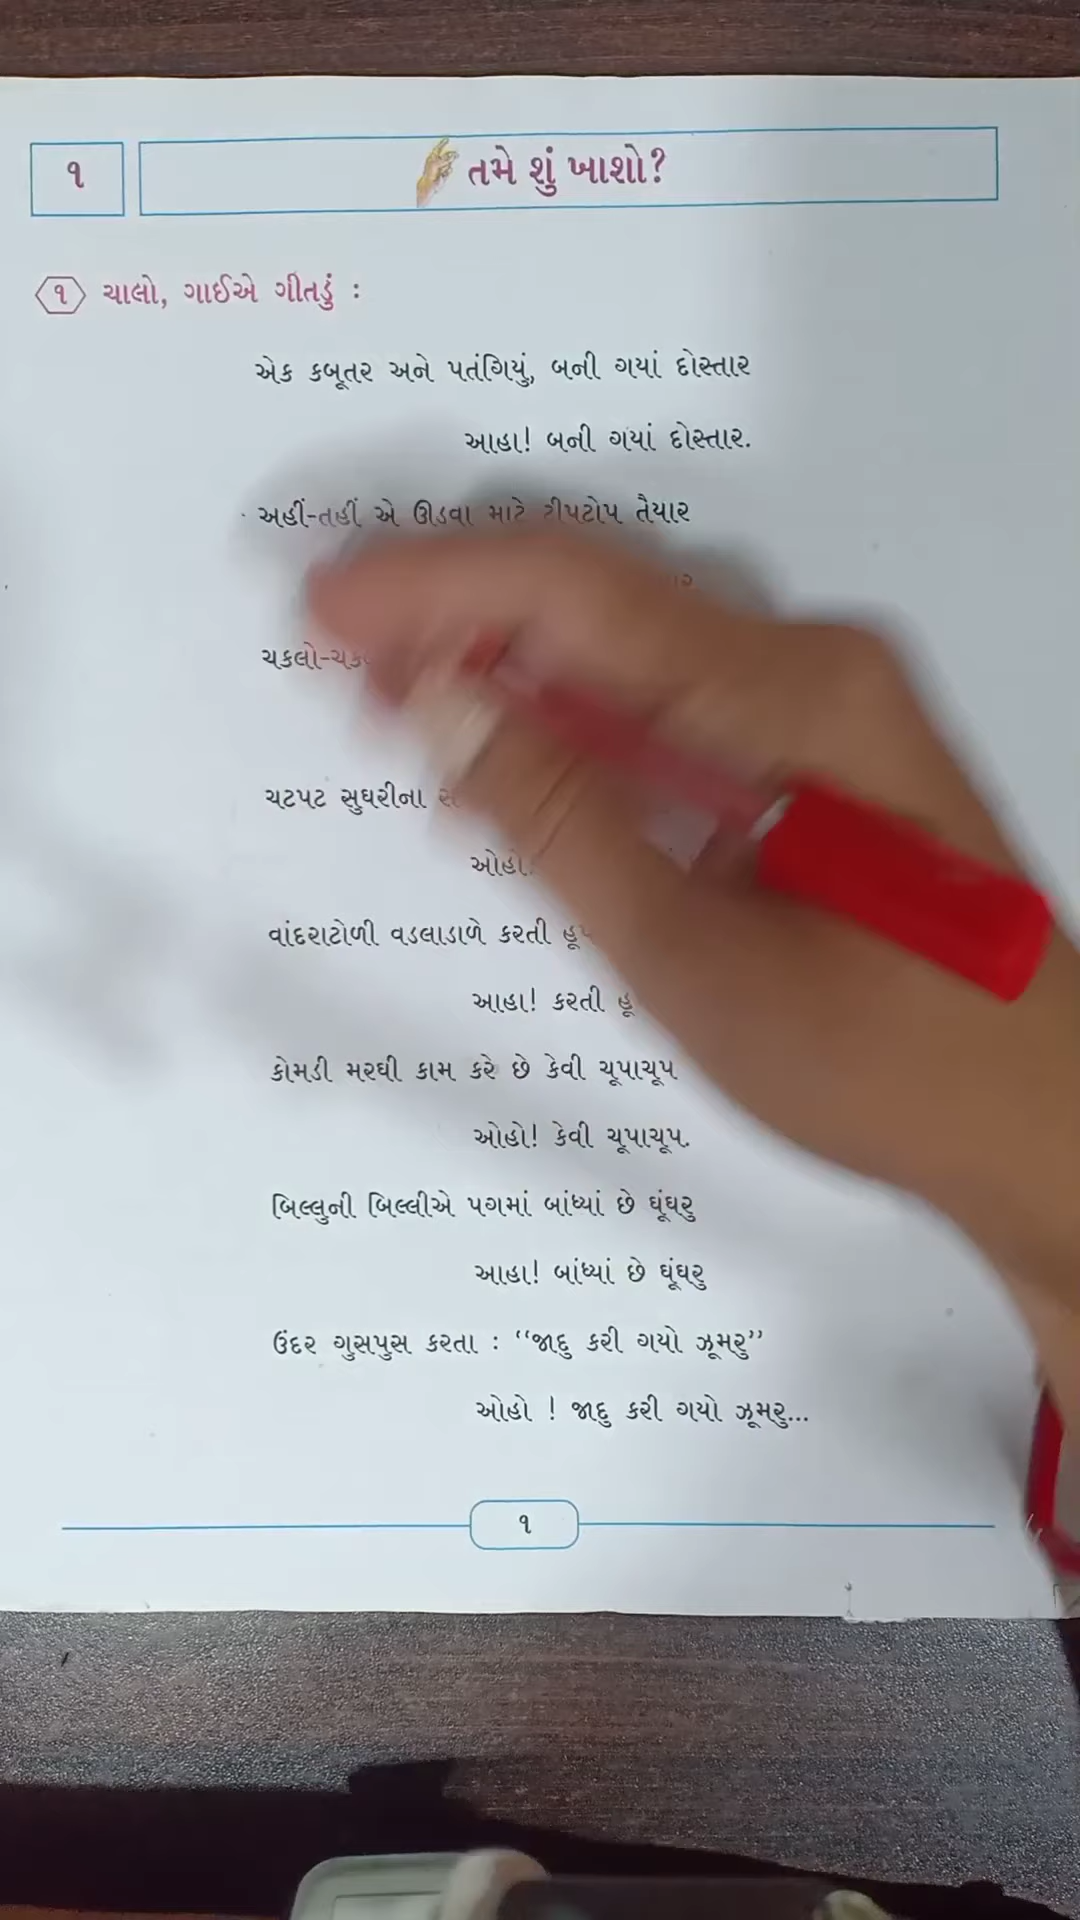 ૧
તમે શું ખાશો?
૧ ચાલો, ગાઈએ ગીતડું :
એક કબૂતર અને પતંગિયું, બની ગયાં દોસ્તાર
આહા! બની ગયાં દોસ્તાર.
અહીં-તહીં એ ઊડવા માટે ટીપટોપ તૈયાર
ચટપટ સુઘરીના
ઓહો!
વાંદરાટોળી વડલાડાળે કરતી
આહા! કરતી
કોમડી મરઘી કામ કરે છે કેવી ચૂપાચૂપ
ઓહો! કેવી ચૂપાચૂપ.
બિલ્લુની બિલ્લીએ પગમાં બાંધ્યાં છે ઘૂંઘરુ
આહા! બાંધ્યાં છે ઘૂંઘરુ
ઉંદર ગુસપુસ કરતા : “જાદુ કરી ગયો ઝૂમરુ”
ઓહો ! જાદુ કરી ગયો ઝૂમરુ...
૧